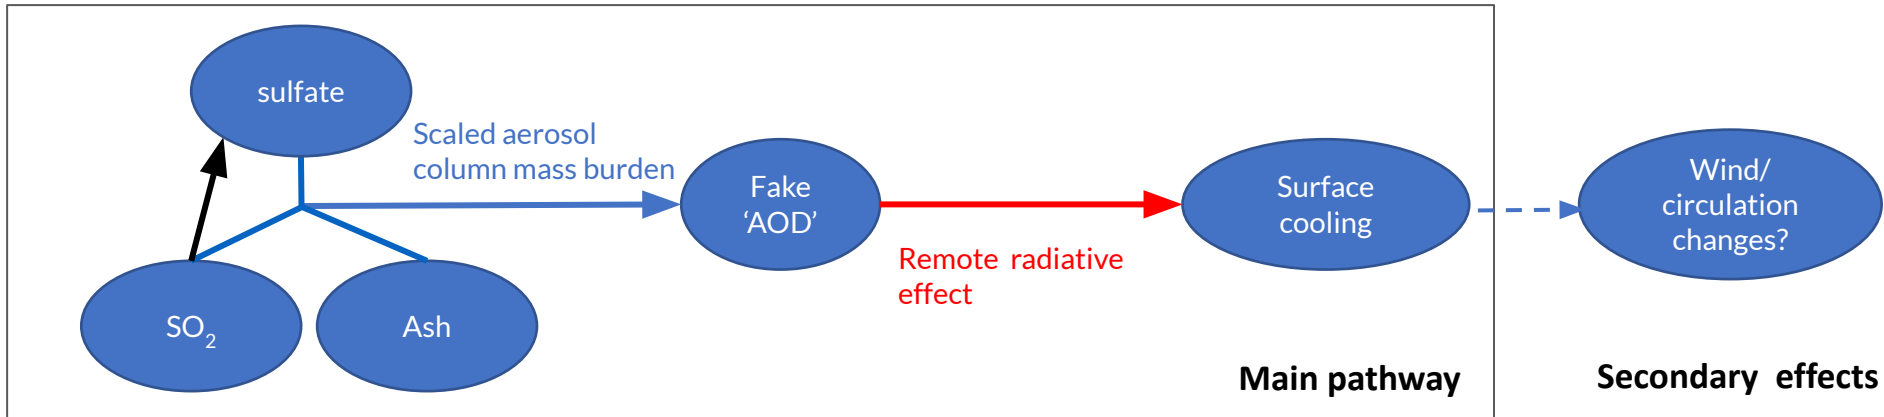 sulfate
Scaled aerosol
column mass burden
SO₂
Ash
Fake
‘AOD’
Remote radiative
effect
Surface
cooling
Main pathway
Wind/
circulation
changes?
Secondary effects